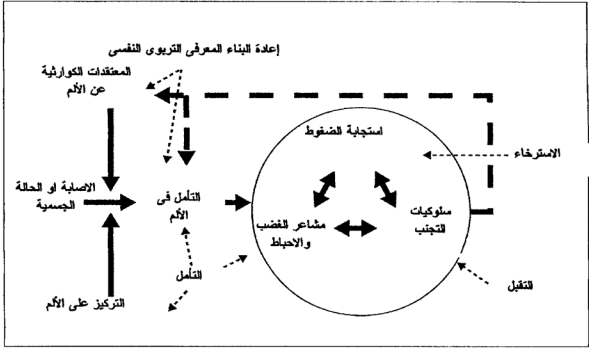 إعادة البناء المعرفى التربوى النفسى
المعتقدات الكوارثية
عن الألم
استجابة للضغوط
الاسترخاء
الاصابة او الحالة
الجسمية
التأمل فى
الألم
مشاعر الغضب
والاحباط
سلوكيات
التجنب
التأمل
التقبل
التركيز على الألم